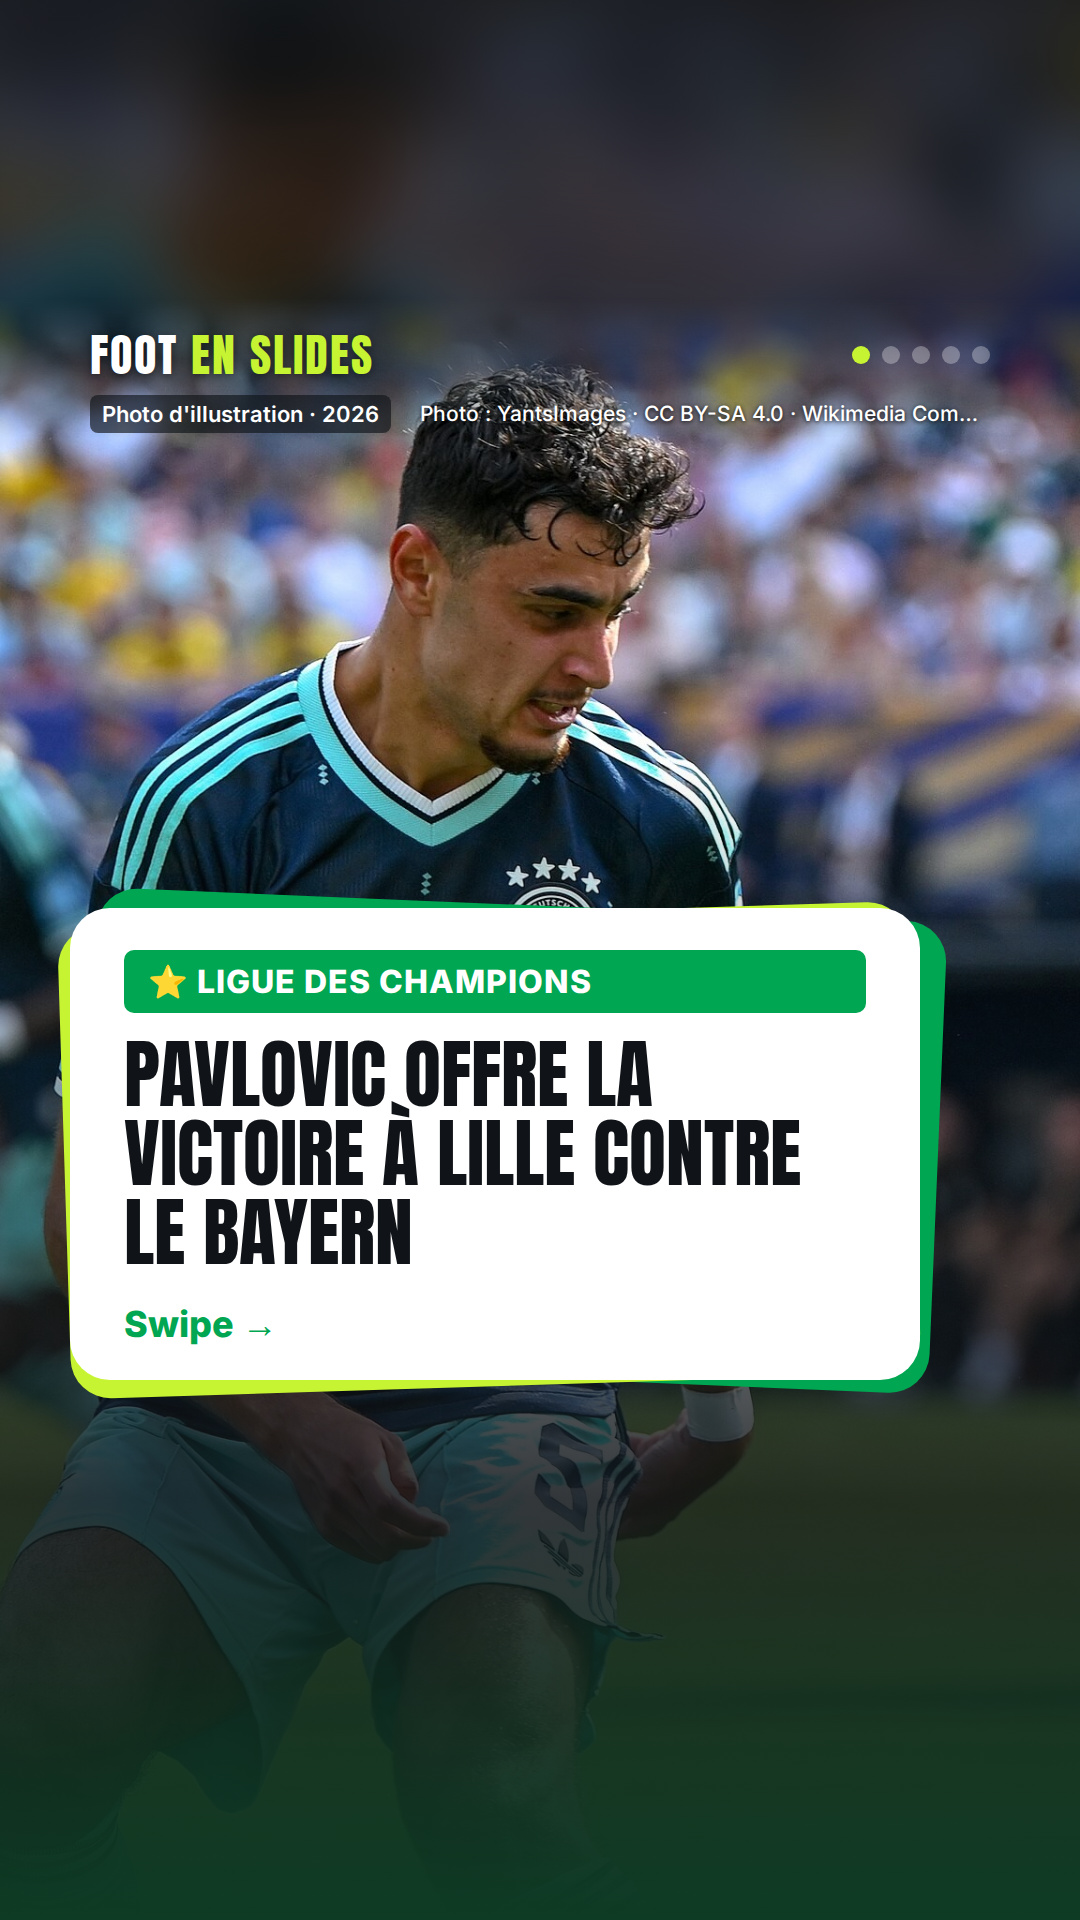 FOOT EN SLIDES
Photo d'illustration · 2026
Photo : YantsImages · CC BY-SA 4.0 · Wikimedia Com...
⭐ LIGUE DES CHAMPIONS
PAVLOVIC OFFRE LA
VICTOIRE À LILLE CONTRE
LE BAYERN
Swipe →